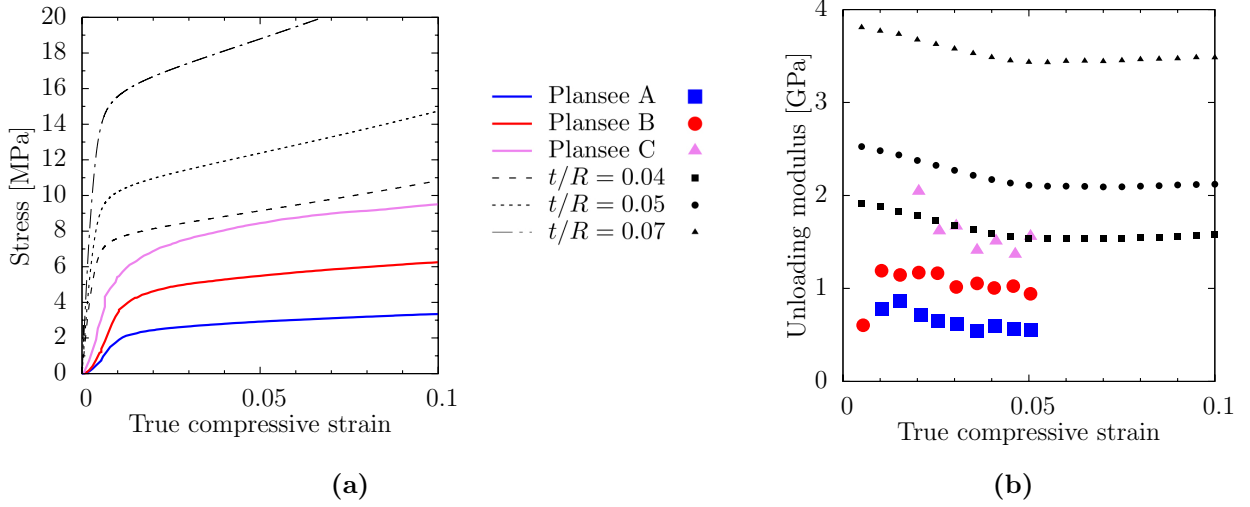 20
18
16
14
12
10
8
6
4
2
0
Stress [MPa]
0
0.05
0.1
True compressive strain
(a)
Plansee A
Plansee B
Plansee C
t/R = 0.04
t/R = 0.05
t/R = 0.07
4
3
2
1
0
Unloading modulus [GPa]
0
0.05
0.1
True compressive strain
(b)